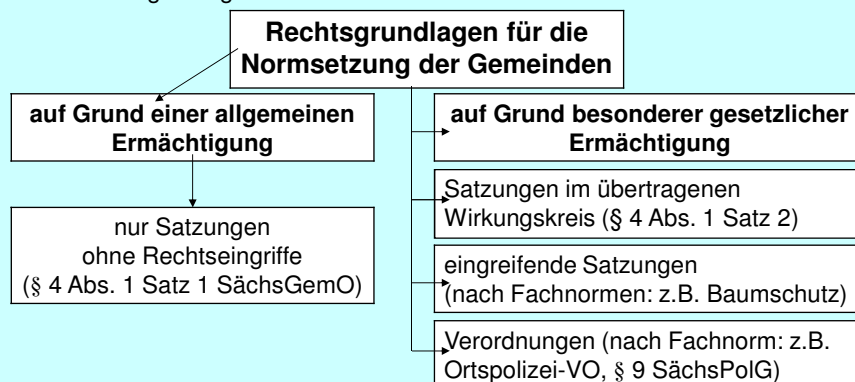 Rechtsgrundlagen für die
Normsetzung der Gemeinden
auf Grund einer allgemeinen
Ermächtigung
nur Satzungen
ohne Rechtseingriffe
(§ 4 Abs. 1 Satz 1 SächsGemO)
auf Grund besonderer gesetzlicher
Ermächtigung
Satzungen im übertragenen
Wirkungskreis (§ 4 Abs. 1 Satz 2)
eingreifende Satzungen
(nach Fachnormen: z.B. Baumschutz)
Verordnungen (nach Fachnorm: z.B.
Ortspolizei-VO, § 9 SächsPolG)